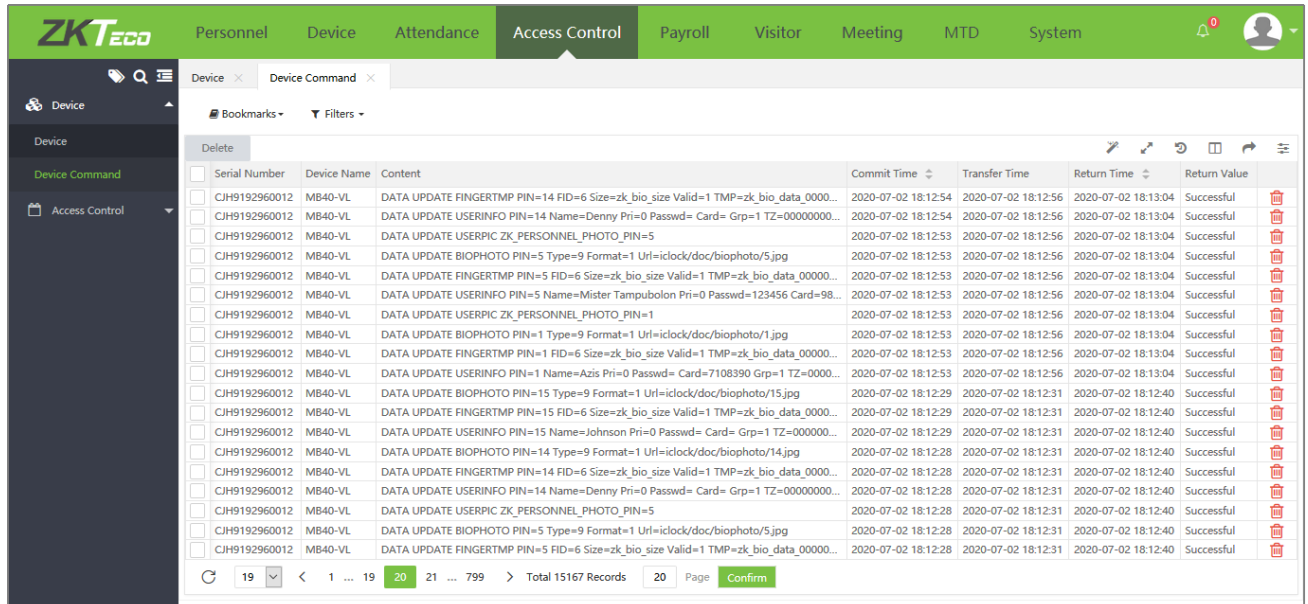 ZKTeco Personnel Device Attendance Access Control Payroll Visitor Meeting MTD System 0
Device Device Command
Device
Bookmarks Filters
Device
Delete
Device Command
Serial Number Device Name Content Commit Time Transfer Time Return Time Return Value
Access Control
CJH9192960012 MB40-VL DATA UPDATE FINGERTMP PIN=14 FID=6 Size=zk_bio_size Valid=1 TMP=zk_bio_data_0000... 2020-07-02 18:12:54 2020-07-02 18:12:56 2020-07-02 18:13:04 Successful
CJH9192960012 MB40-VL DATA UPDATE USERINFO PIN=14 Name=Denny Pri=0 Passwd= Card= Grp=1 TZ=00000000... 2020-07-02 18:12:54 2020-07-02 18:12:56 2020-07-02 18:13:04 Successful
CJH9192960012 MB40-VL DATA UPDATE USERPIC ZK_PERSONNEL_PHOTO_PIN=5 2020-07-02 18:12:53 2020-07-02 18:12:56 2020-07-02 18:13:04 Successful
CJH9192960012 MB40-VL DATA UPDATE BIOPHOTO PIN=5 Type=9 Format=1 Url=iclock/doc/biophoto/5.jpg 2020-07-02 18:12:53 2020-07-02 18:12:56 2020-07-02 18:13:04 Successful
CJH9192960012 MB40-VL DATA UPDATE FINGERTMP PIN=5 FID=6 Size=zk_bio_size Valid=1 TMP=zk_bio_data_00000... 2020-07-02 18:12:53 2020-07-02 18:12:56 2020-07-02 18:13:04 Successful
CJH9192960012 MB40-VL DATA UPDATE USERINFO PIN=5 Name=Mister Tampubolon Pri=0 Passwd=123456 Card=98... 2020-07-02 18:12:53 2020-07-02 18:12:56 2020-07-02 18:13:04 Successful
CJH9192960012 MB40-VL DATA UPDATE USERPIC ZK_PERSONNEL_PHOTO_PIN=1 2020-07-02 18:12:53 2020-07-02 18:12:56 2020-07-02 18:13:04 Successful
CJH9192960012 MB40-VL DATA UPDATE BIOPHOTO PIN=1 Type=9 Format=1 Url=iclock/doc/biophoto/1.jpg 2020-07-02 18:12:53 2020-07-02 18:12:56 2020-07-02 18:13:04 Successful
CJH9192960012 MB40-VL DATA UPDATE FINGERTMP PIN=1 FID=6 Size=zk_bio_size Valid=1 TMP=zk_bio_data_00000... 2020-07-02 18:12:53 2020-07-02 18:12:56 2020-07-02 18:13:04 Successful
CJH9192960012 MB40-VL DATA UPDATE USERINFO PIN=1 Name=Azis Pri=0 Passwd= Card=7108390 Grp=1 TZ=0000... 2020-07-02 18:12:53 2020-07-02 18:12:56 2020-07-02 18:13:04 Successful
CJH9192960012 MB40-VL DATA UPDATE BIOPHOTO PIN=15 Type=9 Format=1 Url=iclock/doc/biophoto/15.jpg 2020-07-02 18:12:29 2020-07-02 18:12:31 2020-07-02 18:12:40 Successful
CJH9192960012 MB40-VL DATA UPDATE FINGERTMP PIN=15 FID=6 Size=zk_bio_size Valid=1 TMP=zk_bio_data_0000... 2020-07-02 18:12:29 2020-07-02 18:12:31 2020-07-02 18:12:40 Successful
CJH9192960012 MB40-VL DATA UPDATE USERINFO PIN=15 Name=Johnson Pri=0 Passwd= Card= Grp=1 TZ=000000... 2020-07-02 18:12:29 2020-07-02 18:12:31 2020-07-02 18:12:40 Successful
CJH9192960012 MB40-VL DATA UPDATE BIOPHOTO PIN=14 Type=9 Format=1 Url=iclock/doc/biophoto/14.jpg 2020-07-02 18:12:28 2020-07-02 18:12:31 2020-07-02 18:12:40 Successful
CJH9192960012 MB40-VL DATA UPDATE FINGERTMP PIN=14 FID=6 Size=zk_bio_size Valid=1 TMP=zk_bio_data_0000... 2020-07-02 18:12:28 2020-07-02 18:12:31 2020-07-02 18:12:40 Successful
CJH9192960012 MB40-VL DATA UPDATE USERINFO PIN=14 Name=Denny Pri=0 Passwd= Card= Grp=1 TZ=00000000... 2020-07-02 18:12:28 2020-07-02 18:12:31 2020-07-02 18:12:40 Successful
CJH9192960012 MB40-VL DATA UPDATE USERPIC ZK_PERSONNEL_PHOTO_PIN=5 2020-07-02 18:12:28 2020-07-02 18:12:31 2020-07-02 18:12:40 Successful
CJH9192960012 MB40-VL DATA UPDATE BIOPHOTO PIN=5 Type=9 Format=1 Url=iclock/doc/biophoto/5.jpg 2020-07-02 18:12:28 2020-07-02 18:12:31 2020-07-02 18:12:40 Successful
CJH9192960012 MB40-VL DATA UPDATE FINGERTMP PIN=5 FID=6 Size=zk_bio_size Valid=1 TMP=zk_bio_data_00000... 2020-07-02 18:12:28 2020-07-02 18:12:31 2020-07-02 18:12:40 Successful
19 1 ... 19 20 21 ... 799 Total 15167 Records 20 Page Confirm